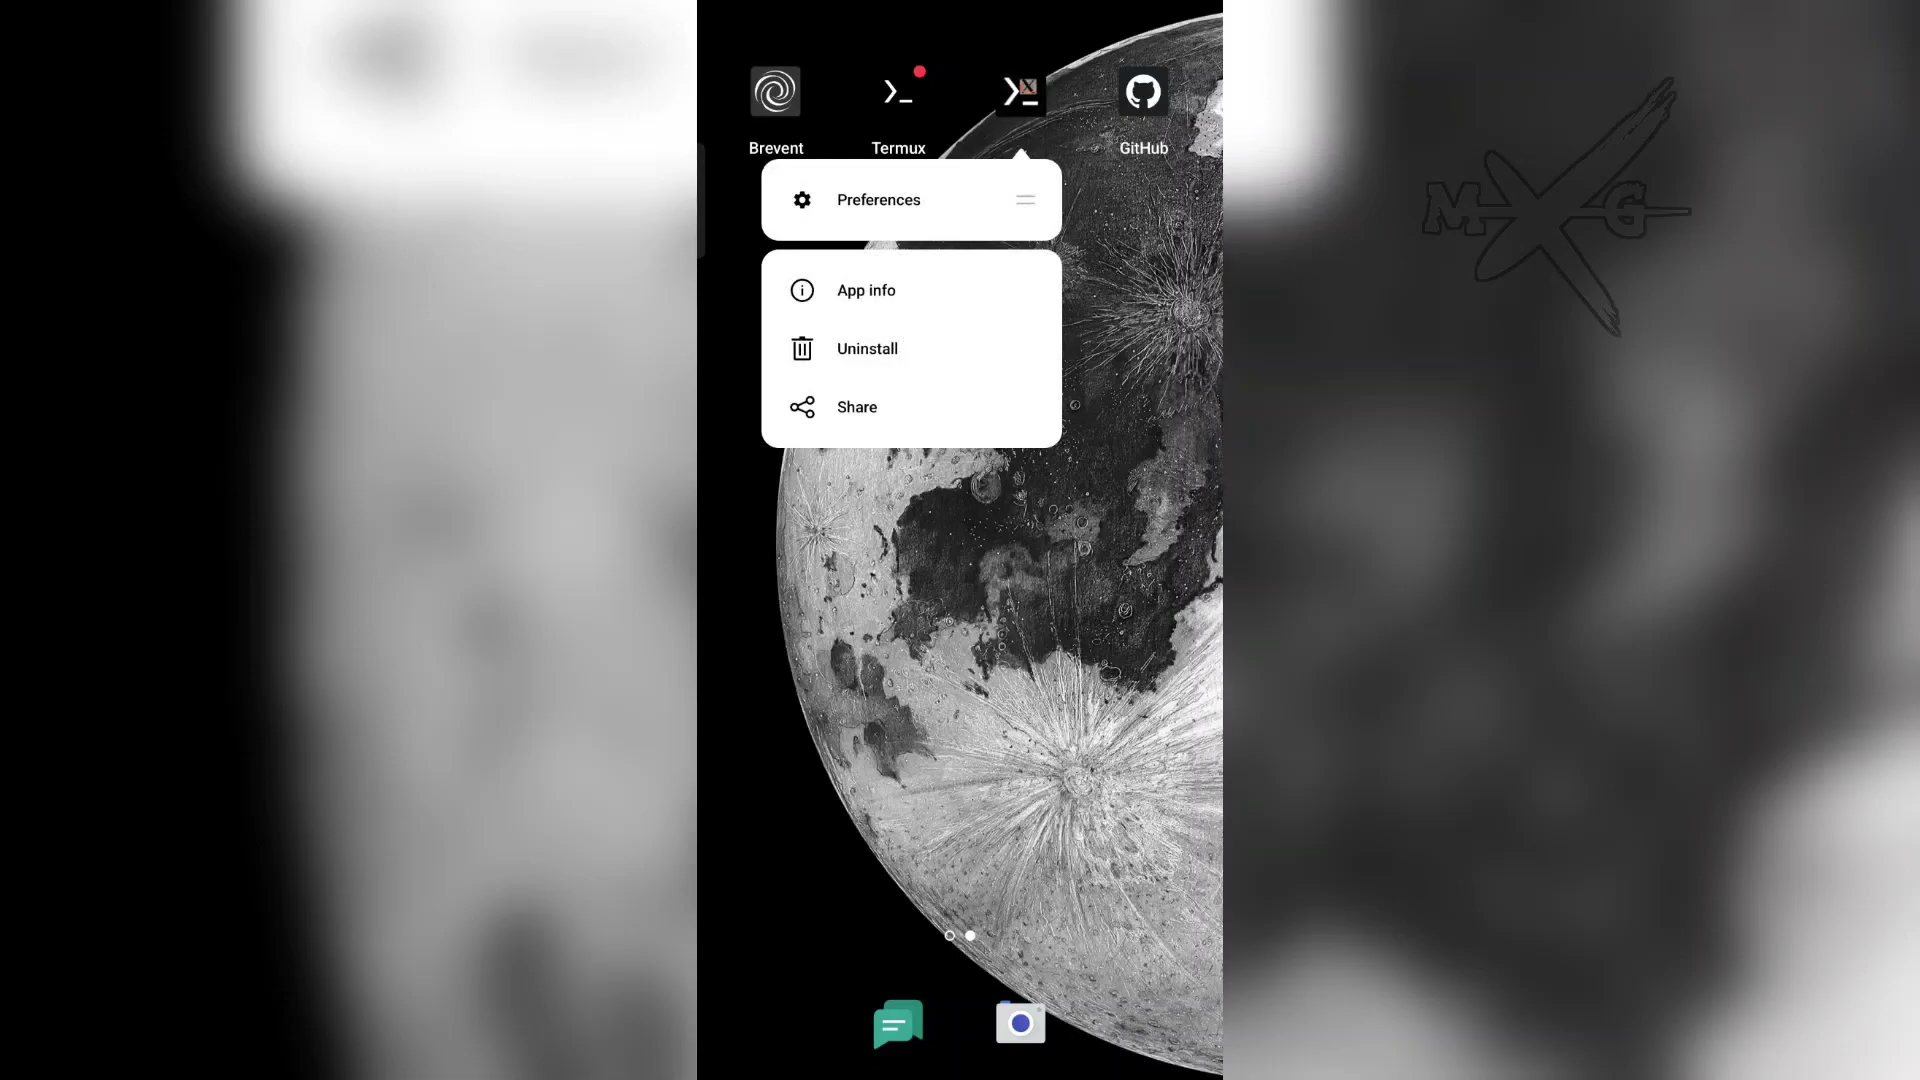 Brevent
Termux
GitHub
Preferences
App info
Uninstall
Share
M X G